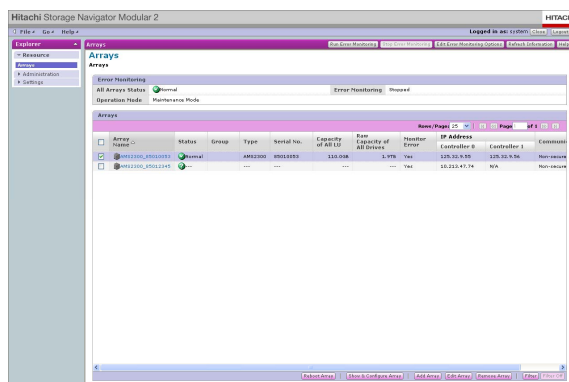 Hitachi Storage Navigator Modular 2
HITACHI
File Go Help
Logged in as: system Close Logout
Explorer
Resource
Arrays
Administration
Settings
Arrays
Run Error Monitoring Stop Error Monitoring Edit Error Monitoring Options Refresh Information Help
Arrays
Arrays
Error Monitoring
All Arrays Status Normal Error Monitoring Stopped
Operation Mode Maintenance Mode
Arrays
Rows/Page: 25 Page of 1
Array Name Status Group Type Serial No. Capacity of All LU Raw Capacity of All Drives Monitor Error IP Address Controller 0 Controller 1 Communi
AMS2300_85010053 Normal AMS2300 85010053 110.0GB 1.9TB Yes 125.32.9.55 125.32.9.56 Non-secure
AMS2300_85012345 --- --- --- --- --- --- Yes 10.213.47.74 N/A Non-secure
Reboot Array Show & Configure Array Add Array Edit Array Remove Array Filter Filter Off